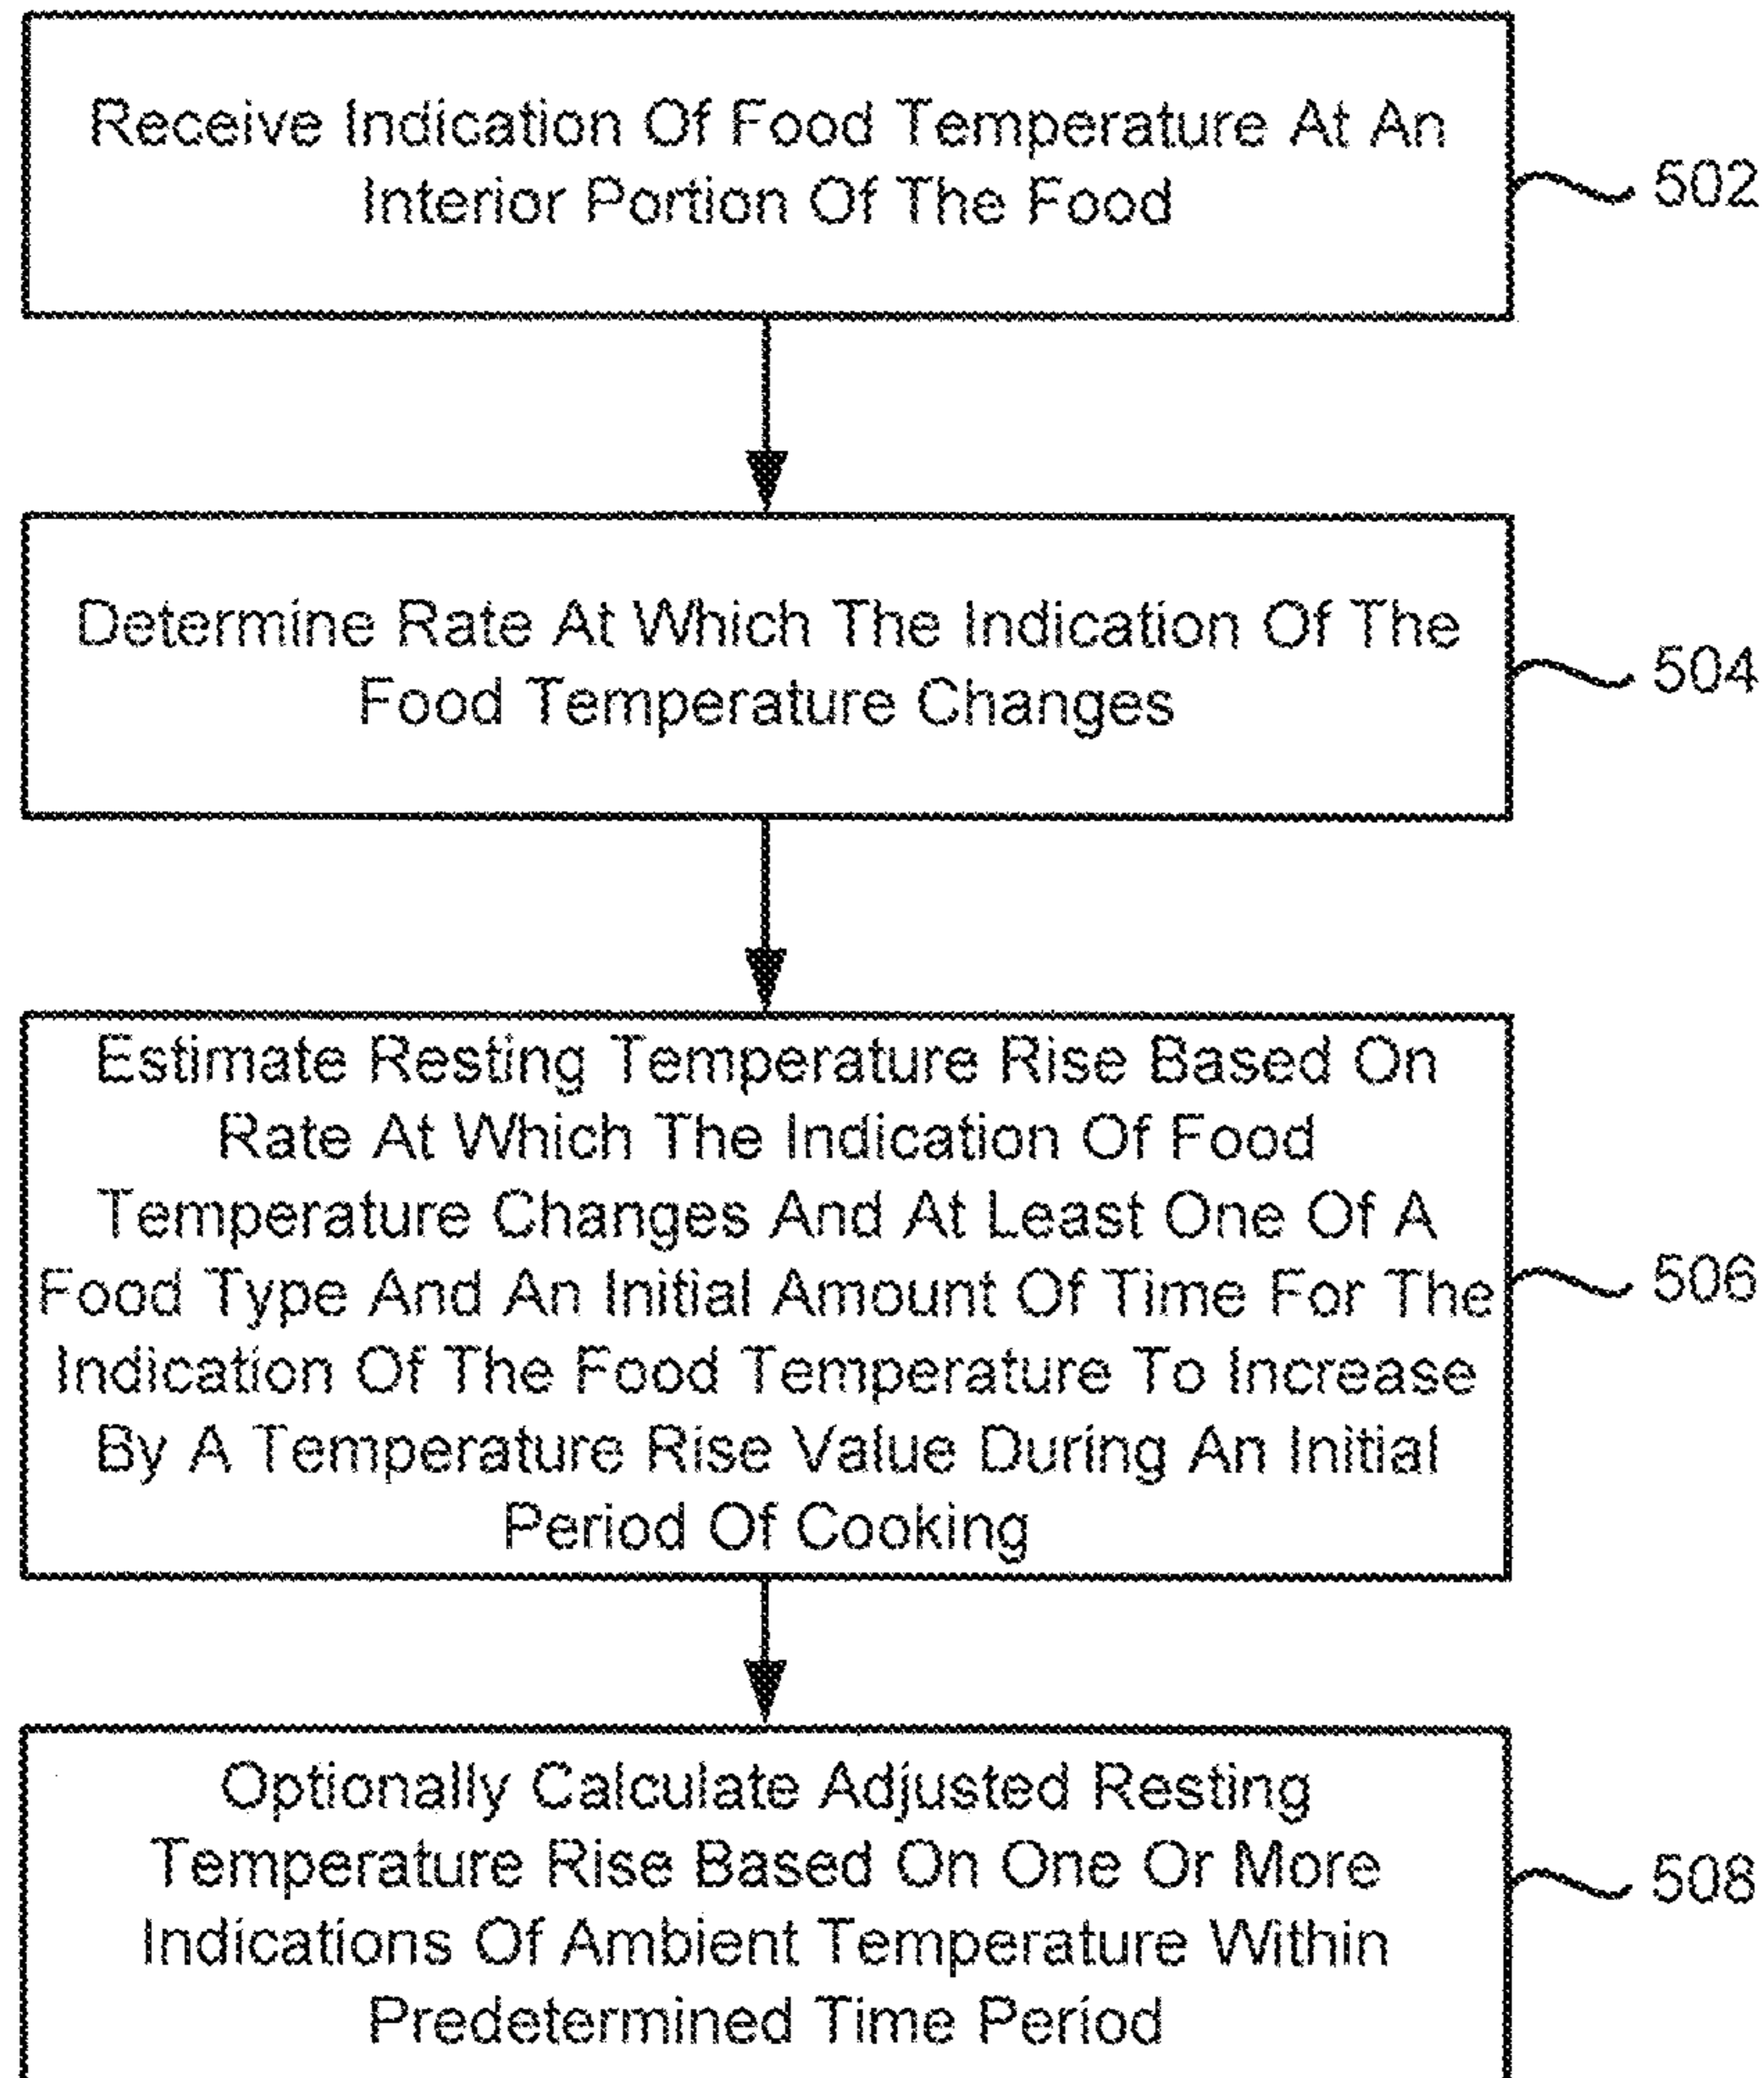 Receive Indication Of Food Temperature At An
Interior Portion Of The Food
502
Determine Rate At Which The Indication Of The
Food Temperature Changes
504
Estimate Resting Temperature Rise Based On
Rate At Which The Indication Of Food
Temperature Changes And At Least One Of A
Food Type And An Initial Amount Of Time For The
Indication Of The Food Temperature To Increase
By A Temperature Rise Value During An Initial
Period Of Cooking
506
Optionally Calculate Adjusted Resting
Temperature Rise Based On One Or More
Indications Of Ambient Temperature Within
Predetermined Time Period
508